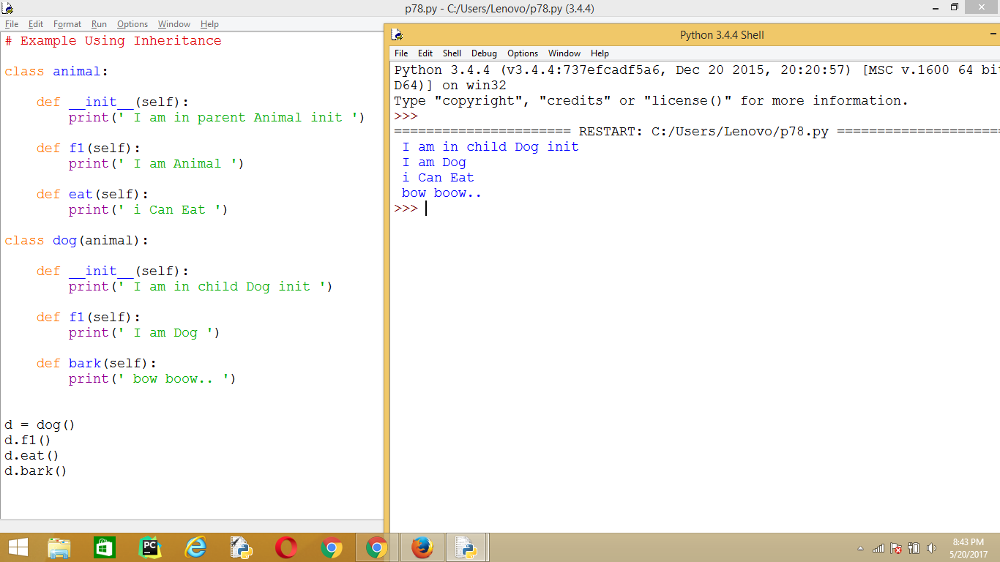 p78.py - C:/Users/Lenovo/p78.py (3.4.4)
File Edit Format Run Options Window Help
# Example Using Inheritance
class animal:
    def __init__(self):
        print(' I am in parent Animal init ')
    def f1(self):
        print(' I am Animal ')
    def eat(self):
        print(' i Can Eat ')
class dog(animal):
    def __init__(self):
        print(' I am in child Dog init ')
    def f1(self):
        print(' I am Dog ')
    def bark(self):
        print(' bow boow.. ')
d = dog()
d.f1()
d.eat()
d.bark()
Python 3.4.4 Shell
File Edit Shell Debug Options Window Help
Python 3.4.4 (v3.4.4:737efcadf5a6, Dec 20 2015, 20:20:57) [MSC v.1600 64 bi
D64)] on win32
Type "copyright", "credits" or "license()" for more information.
>>>
====================== RESTART: C:/Users/Lenovo/p78.py =====================
 I am in child Dog init
 I am Dog
 i Can Eat
 bow boow..
>>>
PC
8:43 PM
5/20/2017